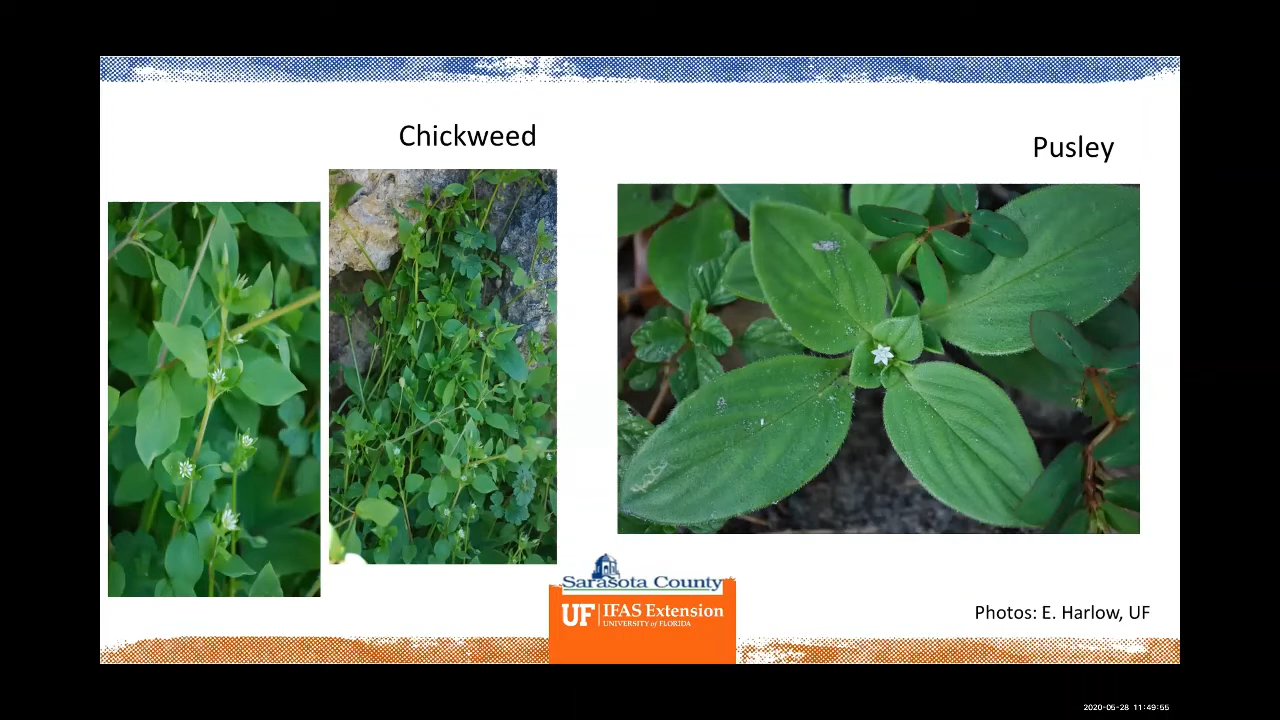 Chickweed
Pusley
Sarasota County
UF IFAS Extension
UNIVERSITY of FLORIDA
Photos: E. Harlow, UF
2020-05-28 11:49:55